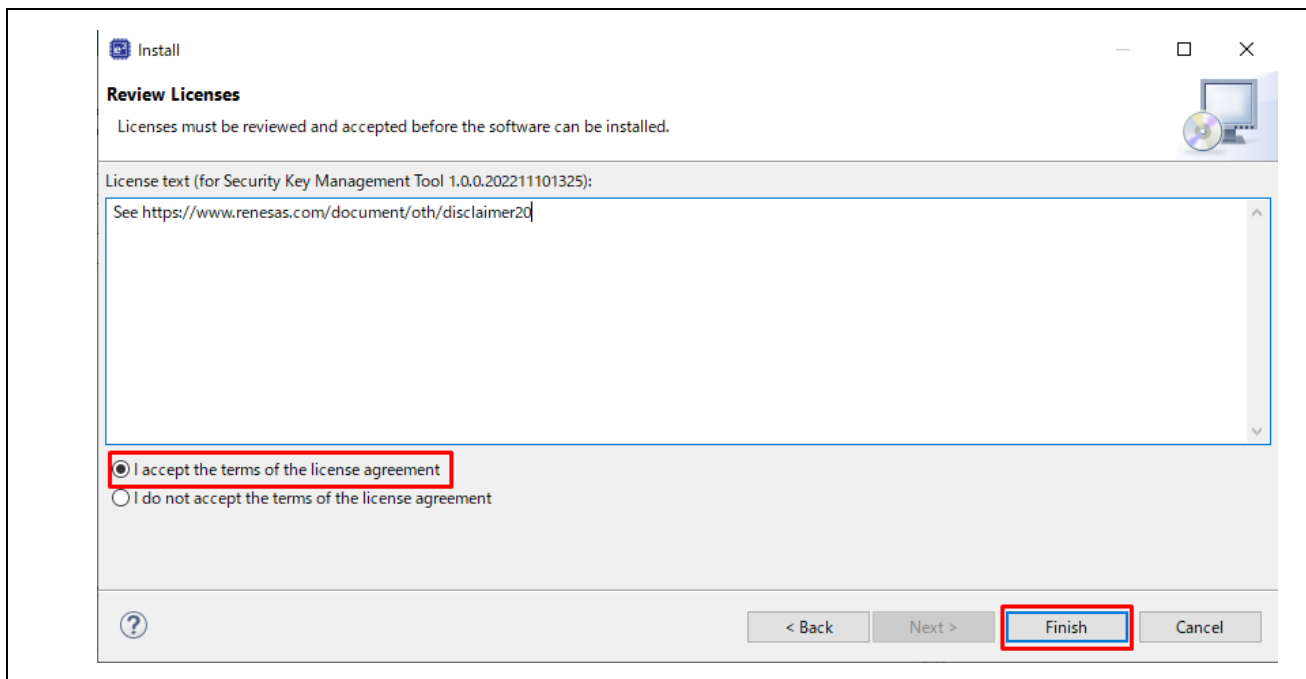 Install
Review Licenses
Licenses must be reviewed and accepted before the software can be installed.
License text (for Security Key Management Tool 1.0.0.202211101325):
See https://www.renesas.com/document/oth/disclaimer20
I accept the terms of the license agreement
I do not accept the terms of the license agreement
< Back Next > Finish Cancel